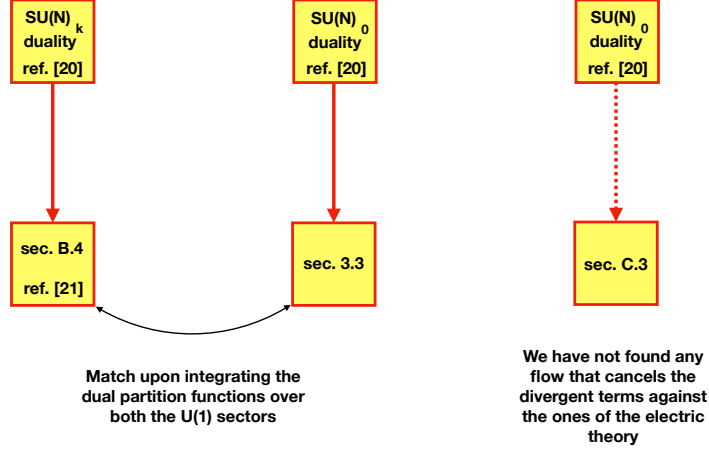 SU(N)k
duality
ref. [20]
SU(N)0
duality
ref. [20]
SU(N)0
duality
ref. [20]
sec. B.4
ref. [21]
sec. 3.3
sec. C.3
Match upon integrating the
dual partition functions over
both the U(1) sectors
We have not found any
flow that cancels the
divergent terms against
the ones of the electric
theory